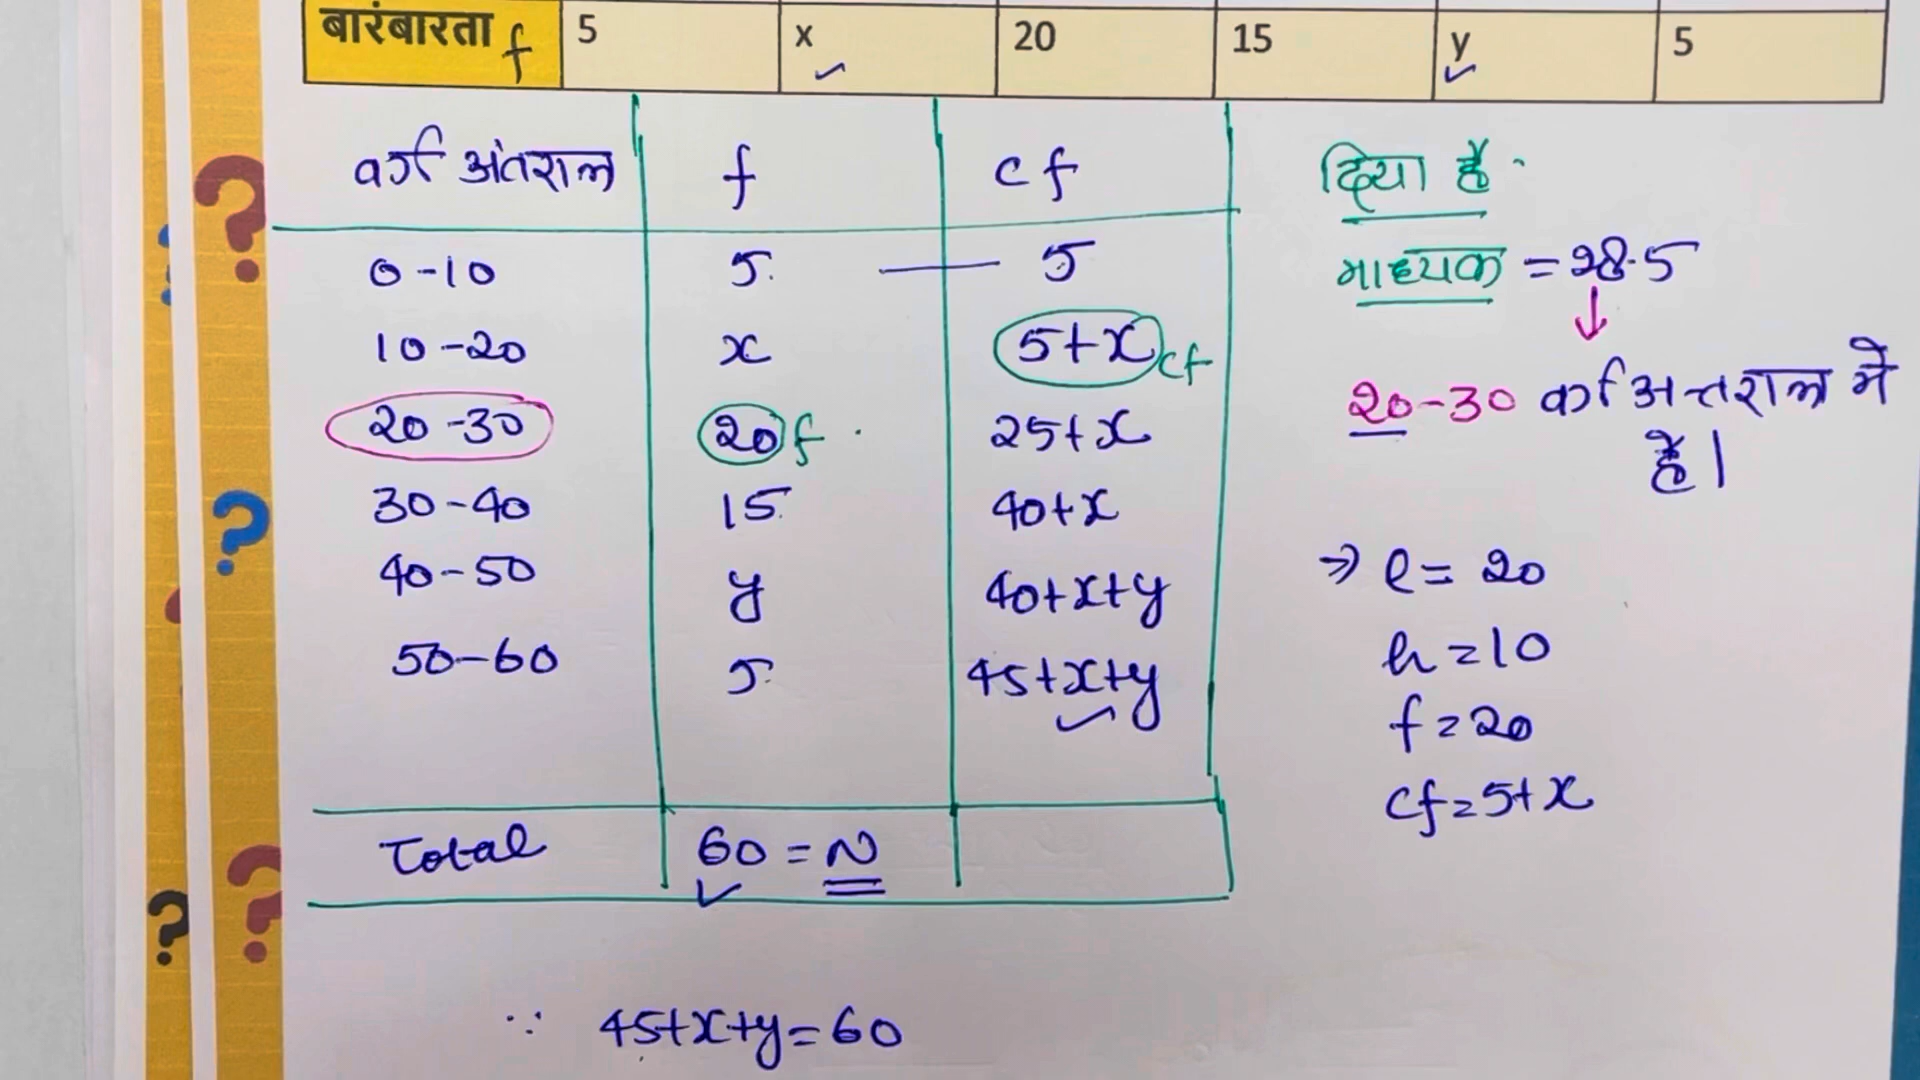 बारंबारता f 5 x 20 15 y 5
वर्ग अंतराल f cf
0-10 5 5
10-20 x 5+x cf
20-30 20 f 25+x
30-40 15 40+x
40-50 y 40+x+y
50-60 5 45+x+y
Total 60 = N
∵ 45+x+y=60
दिया है
माध्यक = 28.5
↓
20-30 वर्ग अन्तराल में
है।
⇒ l = 20
h = 10
f = 20
cf = 5+x